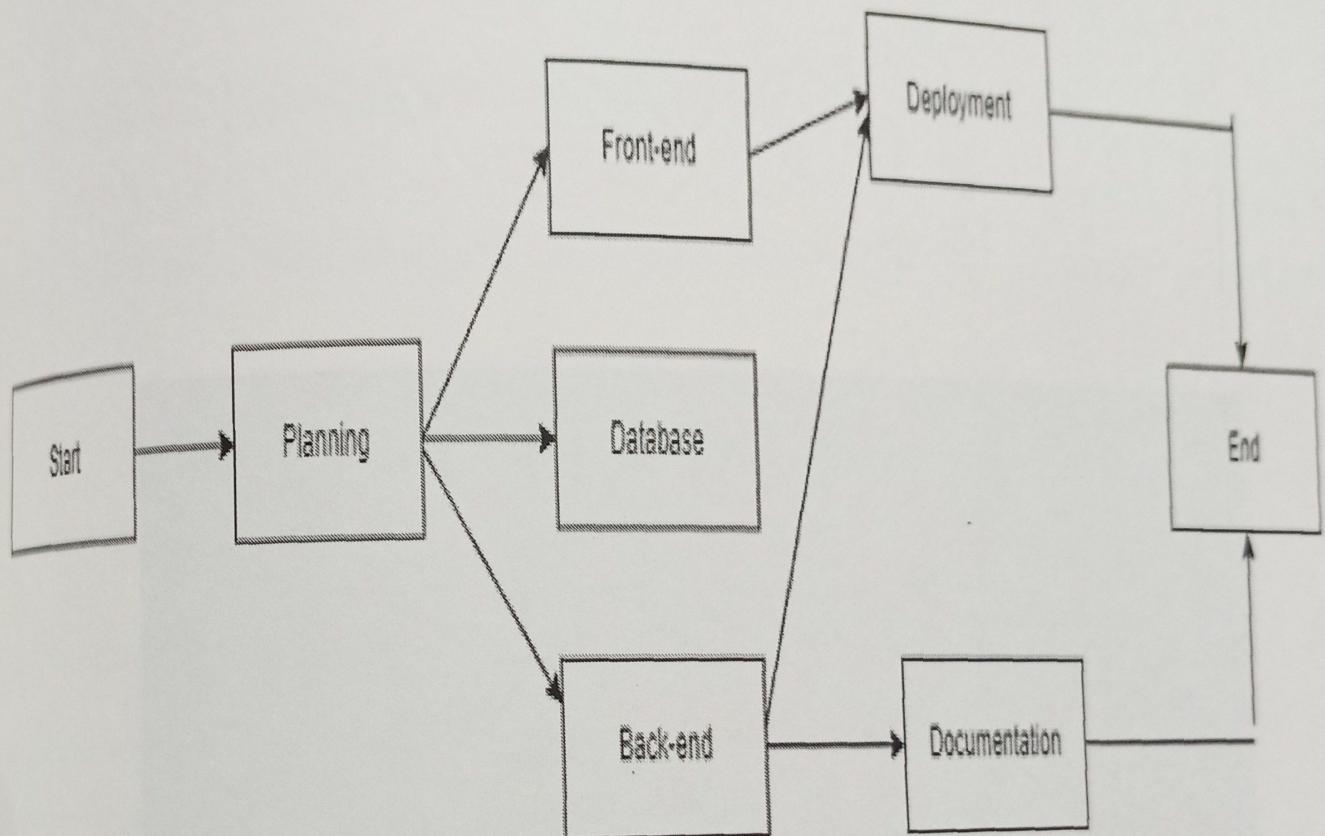 Start
Planning
Front-end
Database
Back-end
Deployment
Documentation
End